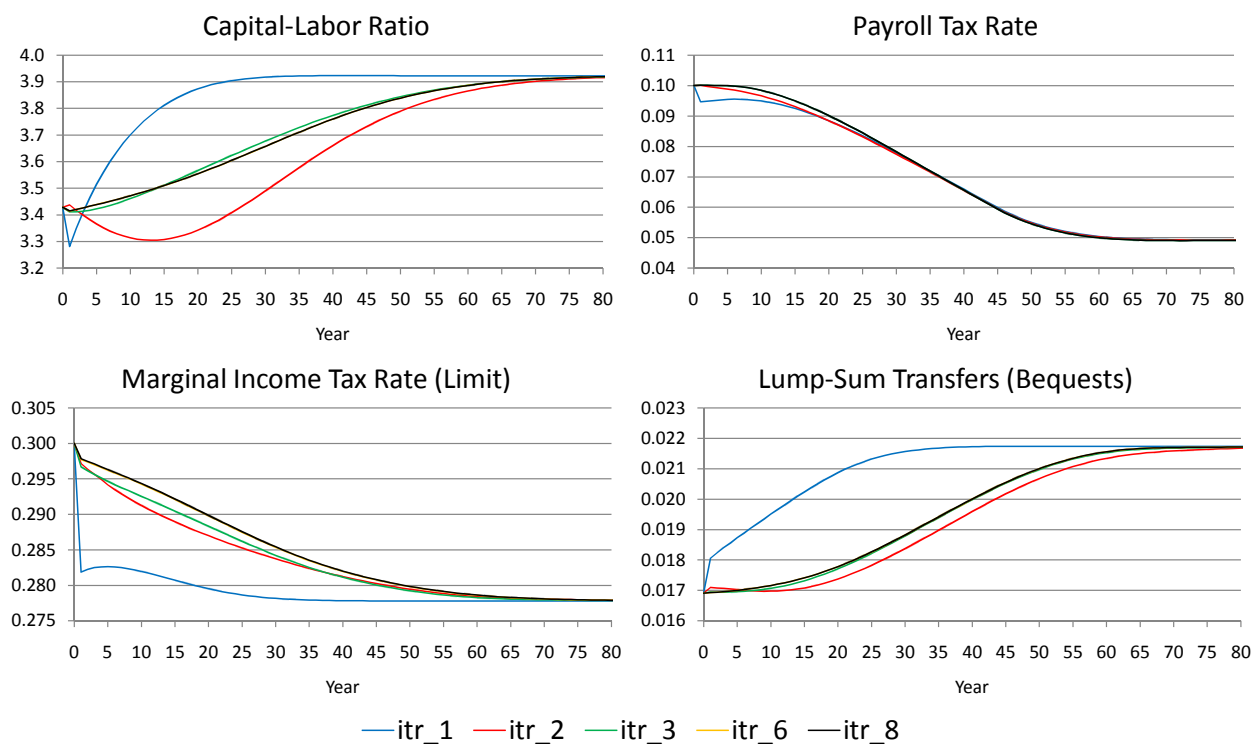 Capital-Labor Ratio
4.0
3.9
3.8
3.7
3.6
3.5
3.4
3.3
3.2
0 5 10 15 20 25 30 35 40 45 50 55 60 65 70 75 80
Year
Payroll Tax Rate
0.11
0.10
0.09
0.08
0.07
0.06
0.05
0.04
0 5 10 15 20 25 30 35 40 45 50 55 60 65 70 75 80
Year
Marginal Income Tax Rate (Limit)
0.305
0.300
0.295
0.290
0.285
0.280
0.275
0 5 10 15 20 25 30 35 40 45 50 55 60 65 70 75 80
Year
Lump-Sum Transfers (Bequests)
0.023
0.022
0.021
0.020
0.019
0.018
0.017
0.016
0 5 10 15 20 25 30 35 40 45 50 55 60 65 70 75 80
Year
itr_1 itr_2 itr_3 itr_6 itr_8